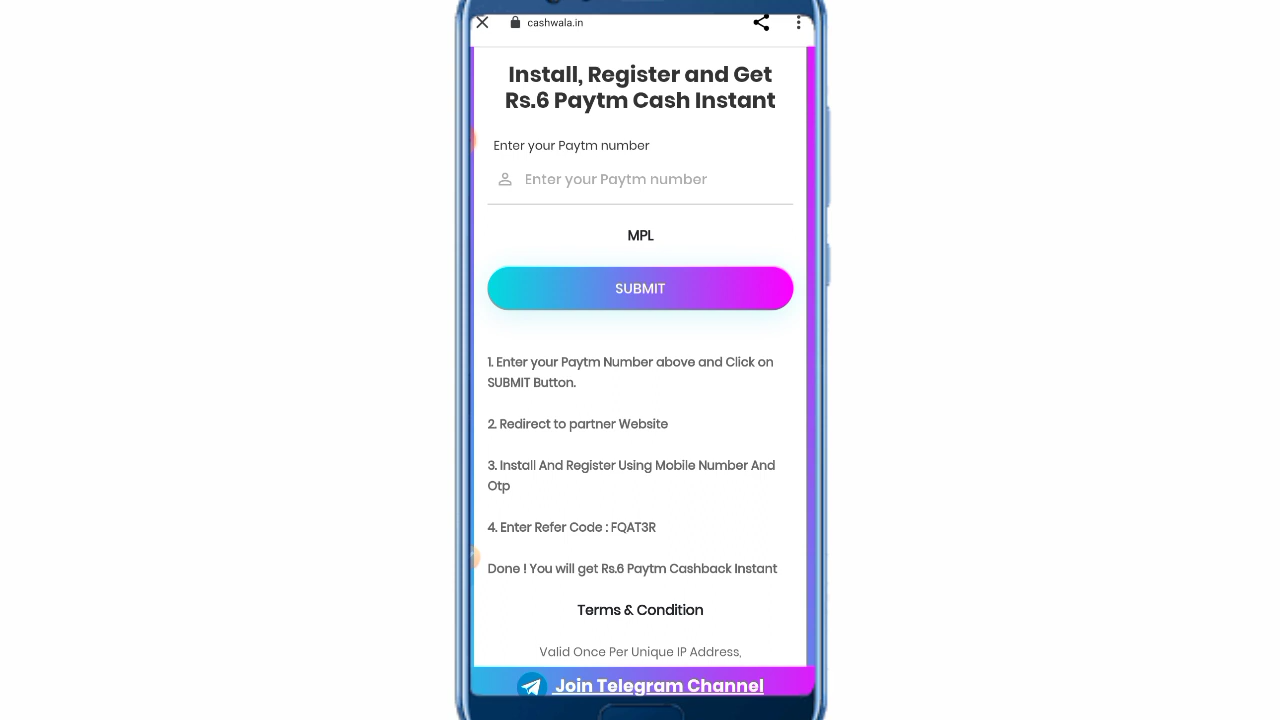 cashwala.in
Install, Register and Get
Rs.6 Paytm Cash Instant
Enter your Paytm number
Enter your Paytm number
MPL
SUBMIT
1. Enter your Paytm Number above and Click on
SUBMIT Button.
2. Redirect to partner Website
3. Install And Register Using Mobile Number And
Otp
4. Enter Refer Code : FQAT3R
Done ! You will get Rs.6 Paytm Cashback Instant
Terms & Condition
Valid Once Per Unique IP Address,
Join Telegram Channel